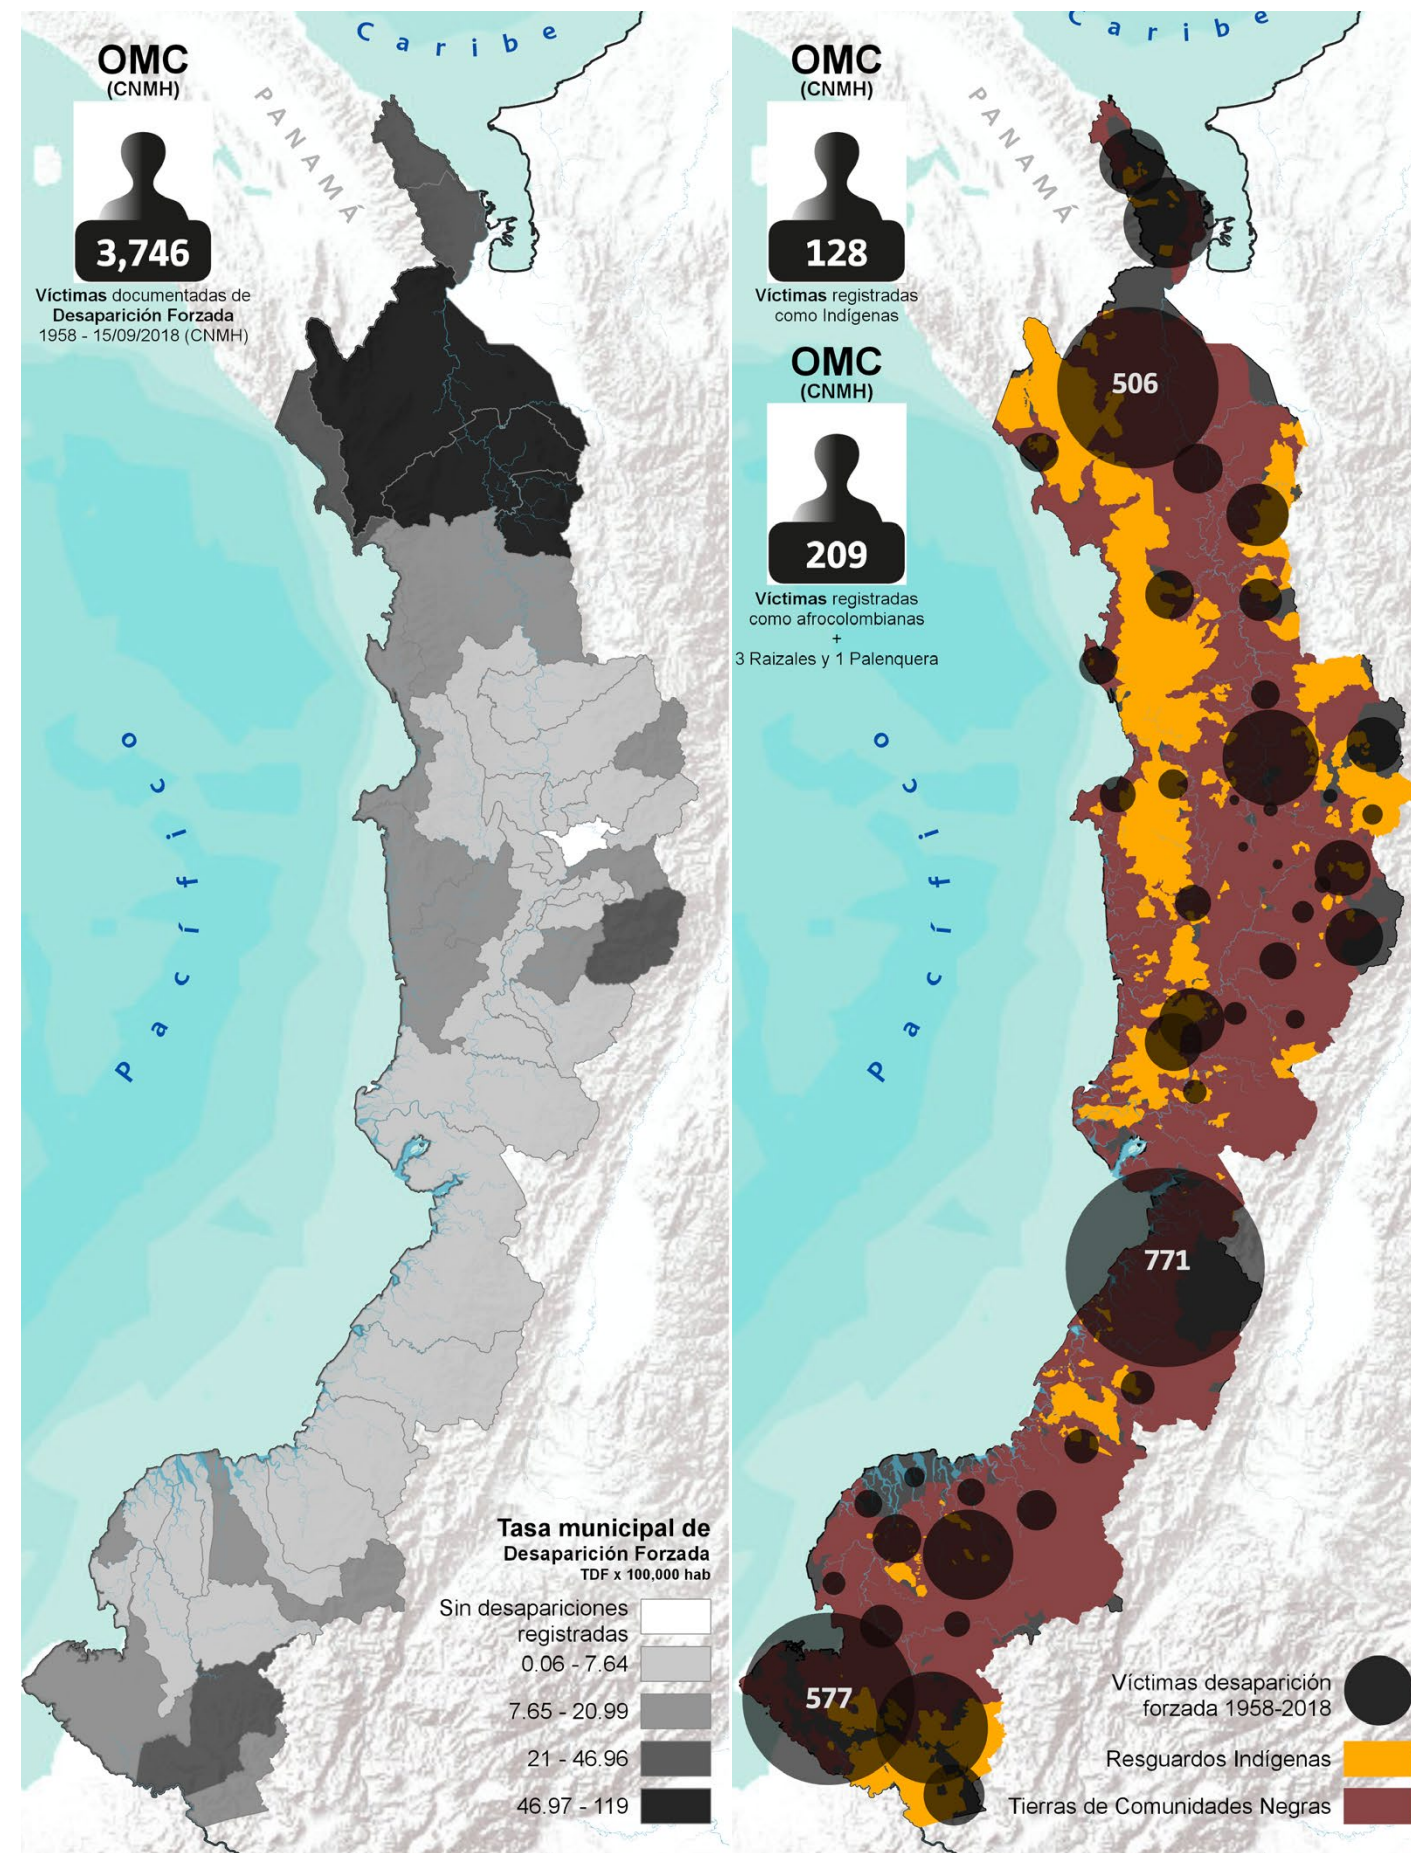 Caribe
OMC
(CNMH)
PANAMÁ
3,746
Víctimas documentadas de
Desaparición Forzada
1958 - 15/09/2018 (CNMH)
Pacífico
Tasa municipal de
Desaparición Forzada
TDF x 100,000 hab
Sin desapariciones
registradas
0.06 - 7.64
7.65 - 20.99
21 - 46.96
46.97 - 119
Caribe
OMC
(CNMH)
PANAMÁ
128
Víctimas registradas
como Indígenas
OMC
(CNMH)
209
Víctimas registradas
como afrocolombianas
+
3 Raizales y 1 Palenquera
506
Pacífico
771
577
Víctimas desaparición
forzada 1958-2018
Resguardos Indígenas
Tierras de Comunidades Negras